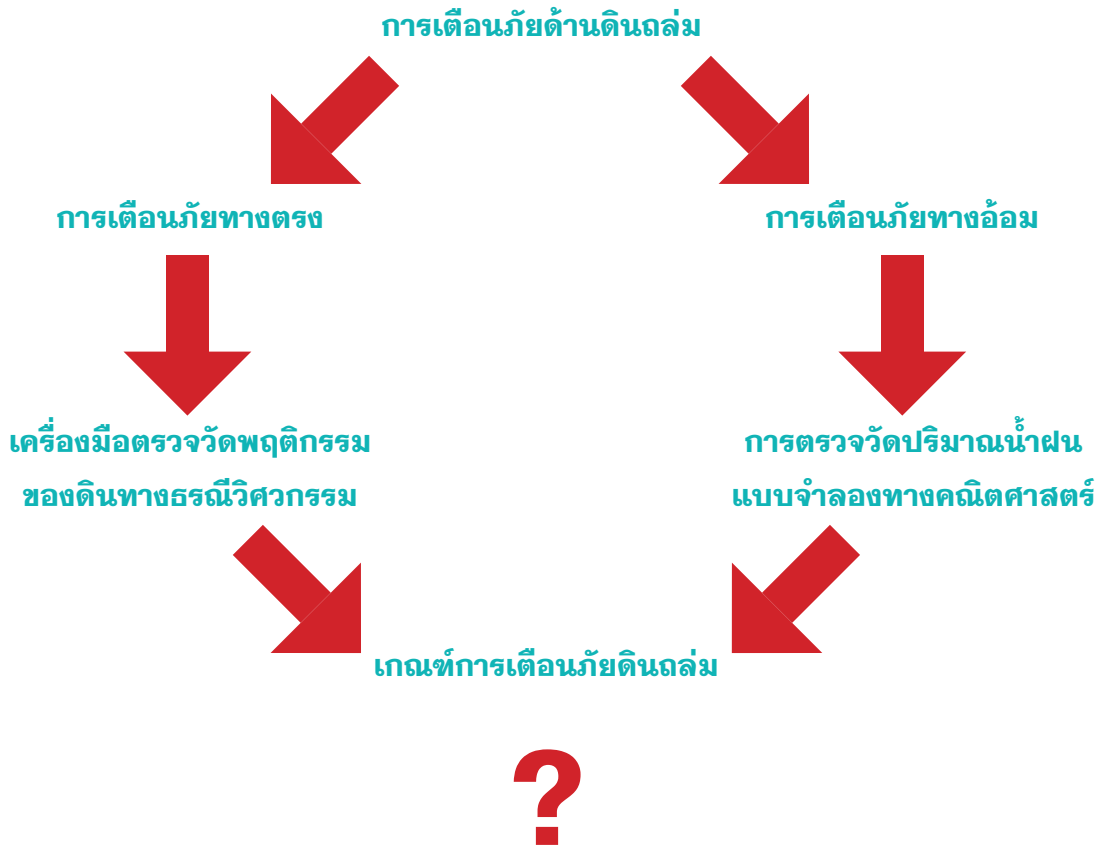 การเตือนภัยด้านดินถล่ม
การเตือนภัยทางตรง
การเตือนภัยทางอ้อม
เครื่องมือตรวจวัดพฤติกรรม
ของดินทางธรณีวิศวกรรม
การตรวจวัดปริมาณน้ำฝน
แบบจำลองทางคณิตศาสตร์
เกณฑ์การเตือนภัยดินถล่ม
?